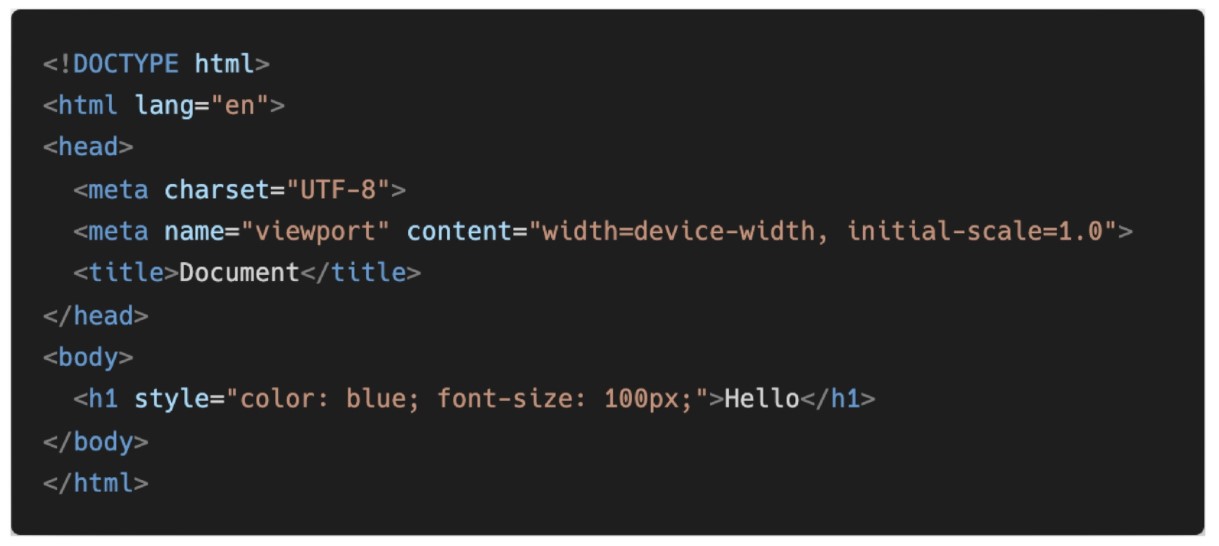 <!DOCTYPE html>
<html lang="en">
<head>
  <meta charset="UTF-8">
  <meta name="viewport" content="width=device-width, initial-scale=1.0">
  <title>Document</title>
</head>
<body>
  <h1 style="color: blue; font-size: 100px;">Hello</h1>
</body>
</html>